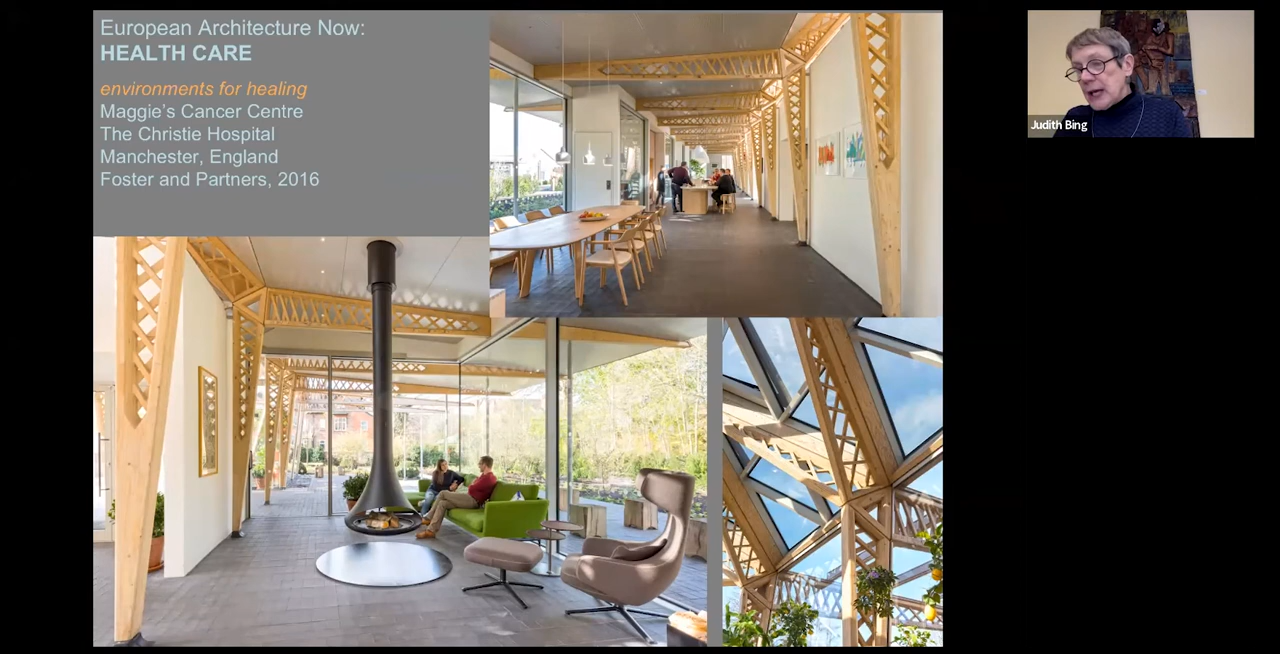 European Architecture Now:
HEALTH CARE
environments for healing
Maggie's Cancer Centre
The Christie Hospital
Manchester, England
Foster and Partners, 2016
Judith Bing